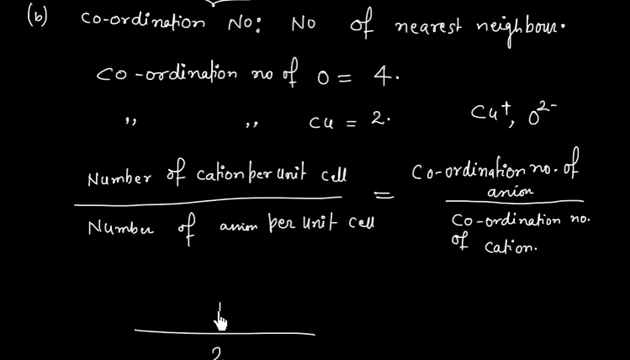 (b) Co-ordination No: No of nearest neighbour.
Co-ordination no of O = 4.
,, ,, Cu = 2. Cu⁺, O²⁻
Number of cation per unit cell = Co-ordination no. of anion
Number of anion per unit cell Co-ordination no. of cation.
2